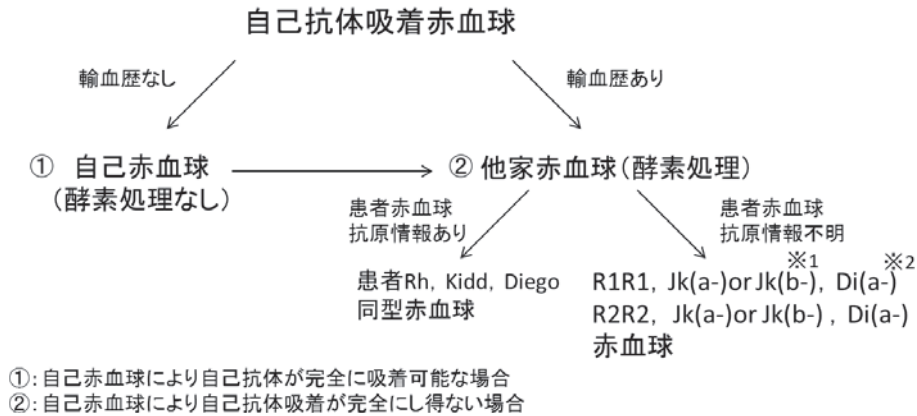 自己抗体吸着赤血球
輸血歴なし
輸血歴あり
① 自己赤血球
(酵素処理なし)
② 他家赤血球(酵素処理)
患者赤血球
抗原情報あり
患者赤血球
抗原情報不明
患者Rh, Kidd, Diego
同型赤血球
R1R1, Jk(a-)or Jk(b-)※1, Di(a-)※2
R2R2, Jk(a-)or Jk(b-) , Di(a-)
赤血球
①:自己赤血球により自己抗体が完全に吸着可能な場合
②:自己赤血球により自己抗体吸着が完全にし得ない場合